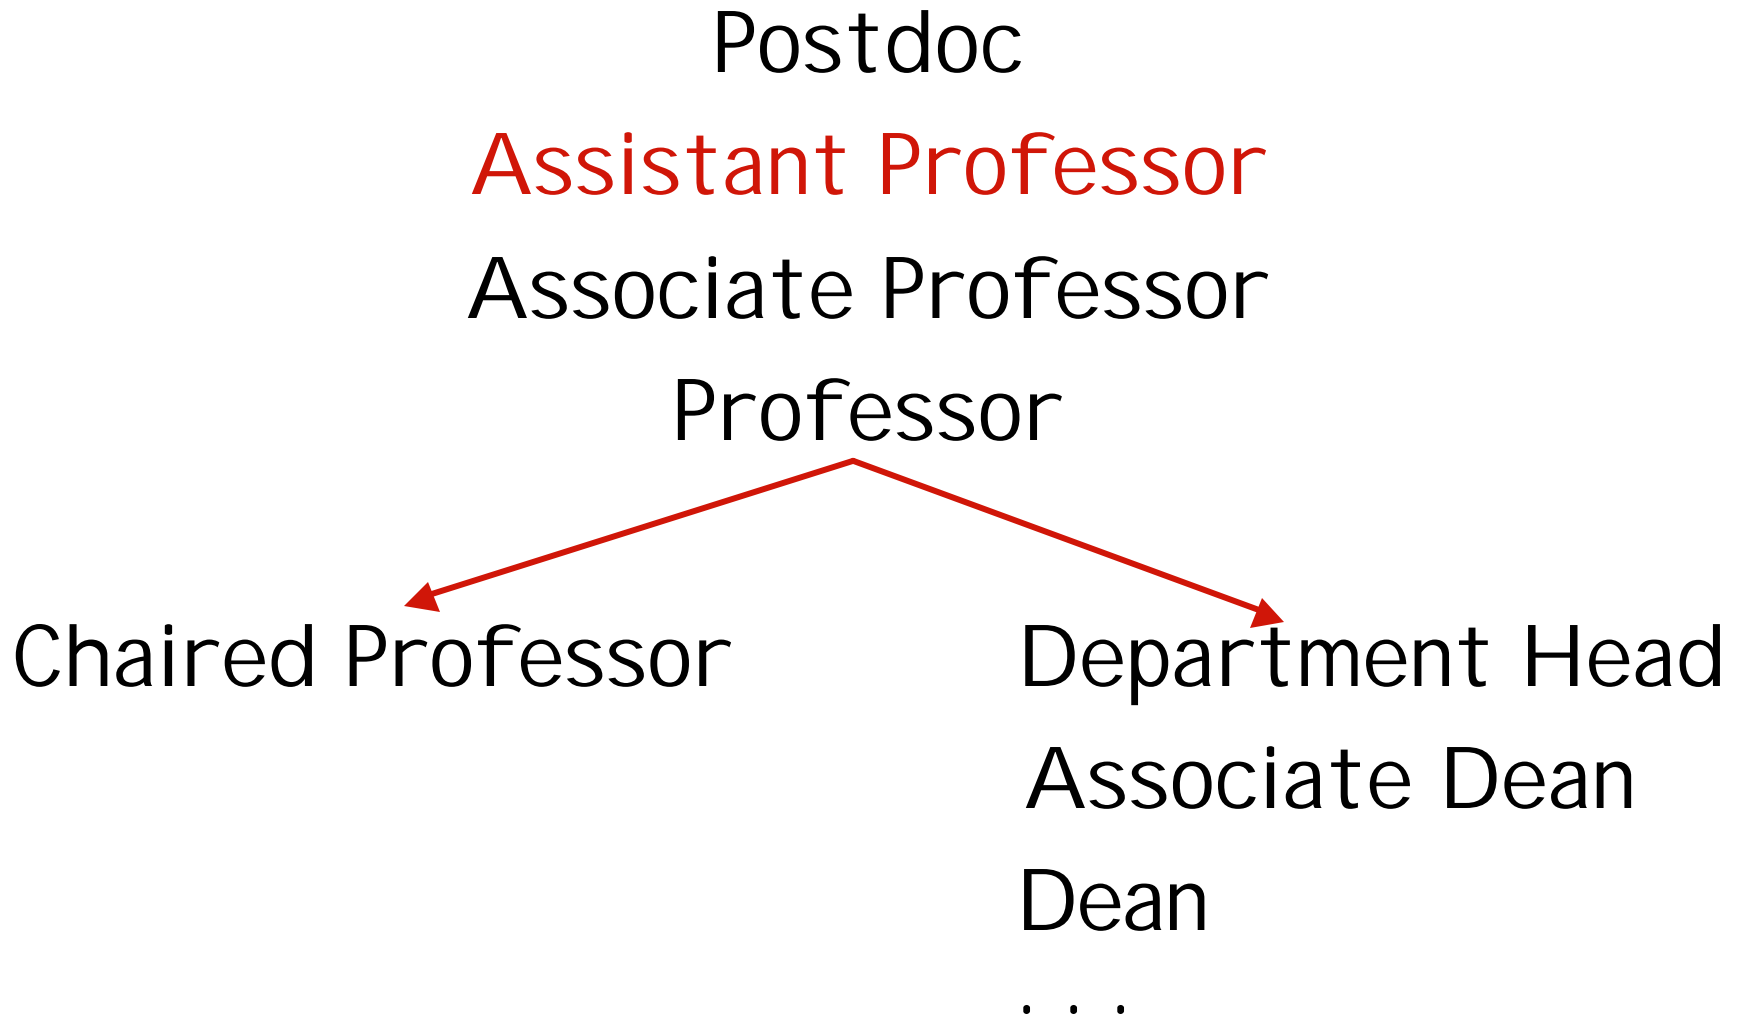 Postdoc
Assistant Professor
Associate Professor
Professor
Chaired Professor
Department Head
Associate Dean
Dean
. . .